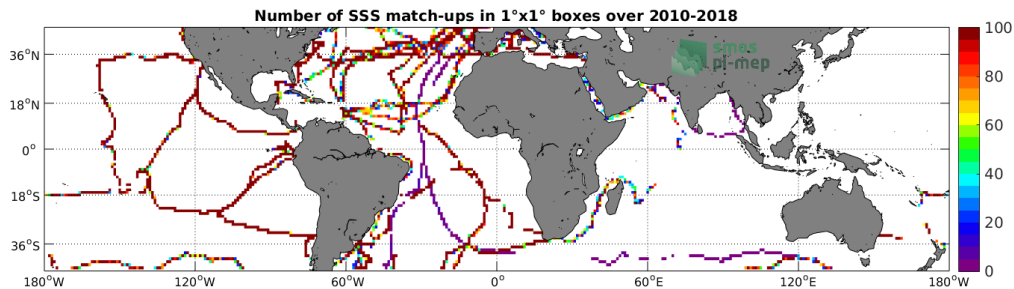 Number of SSS match-ups in 1°x1° boxes over 2010-2018
smos
pi-mep
36°N
18°N
0°
18°S
36°S
180°W
120°W
60°W
0°
60°E
120°E
180°W
100
80
60
40
20
0